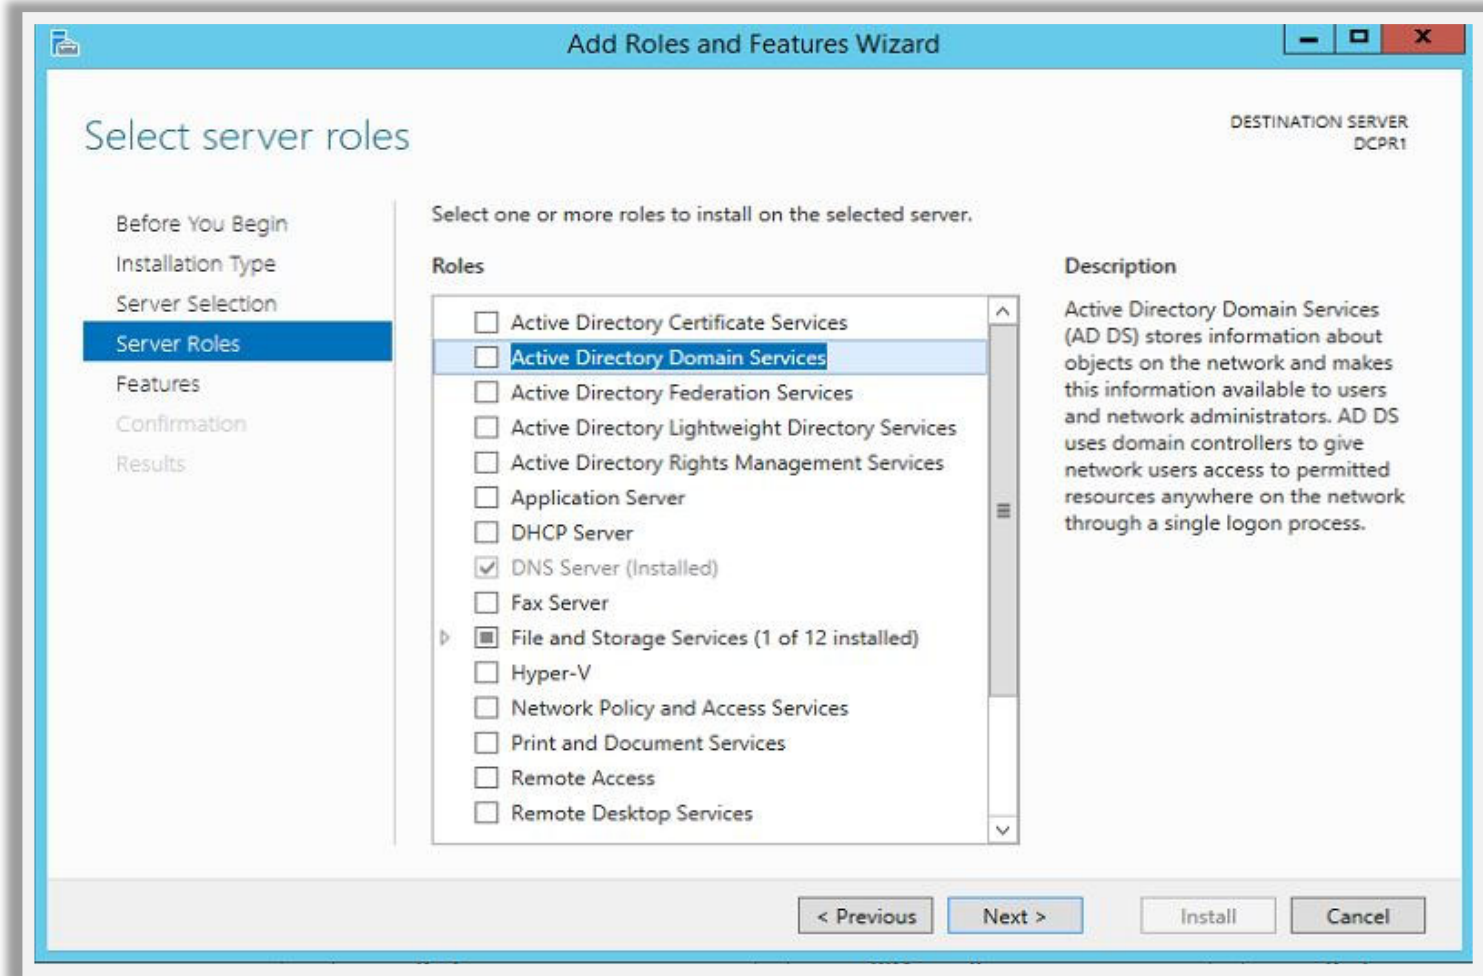 Add Roles and Features Wizard
Select server roles
DESTINATION SERVER
DCPR1
Before You Begin
Installation Type
Server Selection
Server Roles
Features
Confirmation
Results
Select one or more roles to install on the selected server.
Roles
Active Directory Certificate Services
Active Directory Domain Services
Active Directory Federation Services
Active Directory Lightweight Directory Services
Active Directory Rights Management Services
Application Server
DHCP Server
DNS Server (Installed)
Fax Server
File and Storage Services (1 of 12 installed)
Hyper-V
Network Policy and Access Services
Print and Document Services
Remote Access
Remote Desktop Services
Description
Active Directory Domain Services
(AD DS) stores information about
objects on the network and makes
this information available to users
and network administrators. AD DS
uses domain controllers to give
network users access to permitted
resources anywhere on the network
through a single logon process.
< Previous
Next >
Install
Cancel